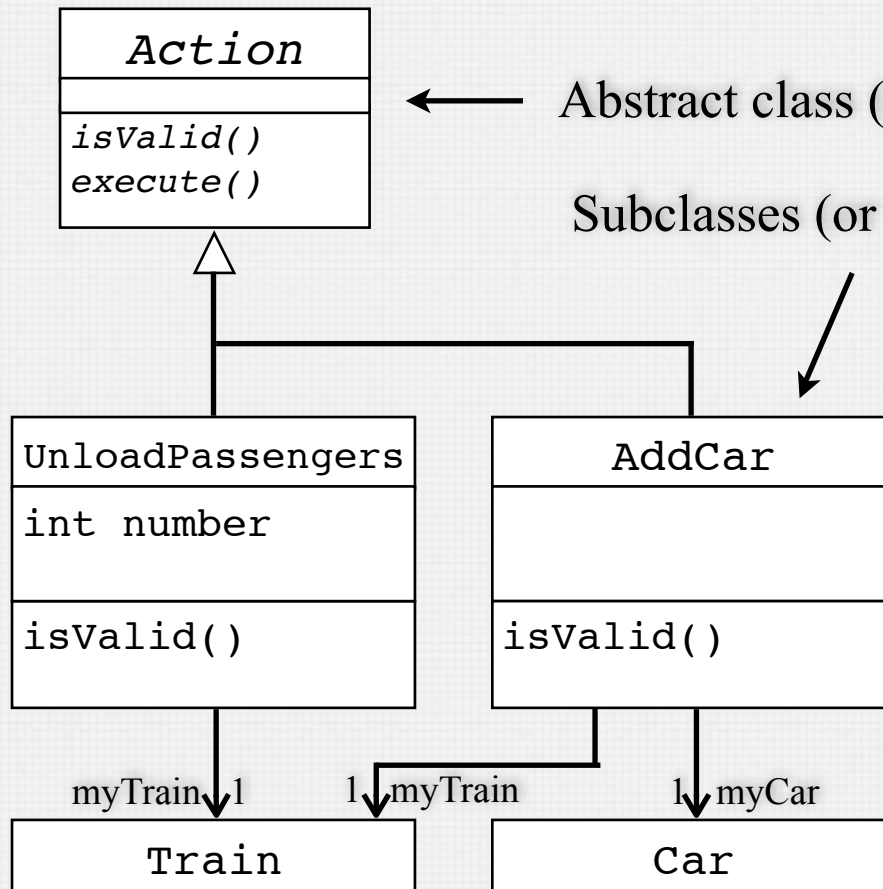 Action
isValid()
execute()
Abstract class (
Subclasses (or
UnloadPassengers
int number
isValid()
AddCar
isValid()
myTrain 1
1 myTrain
1 myCar
Train
Car